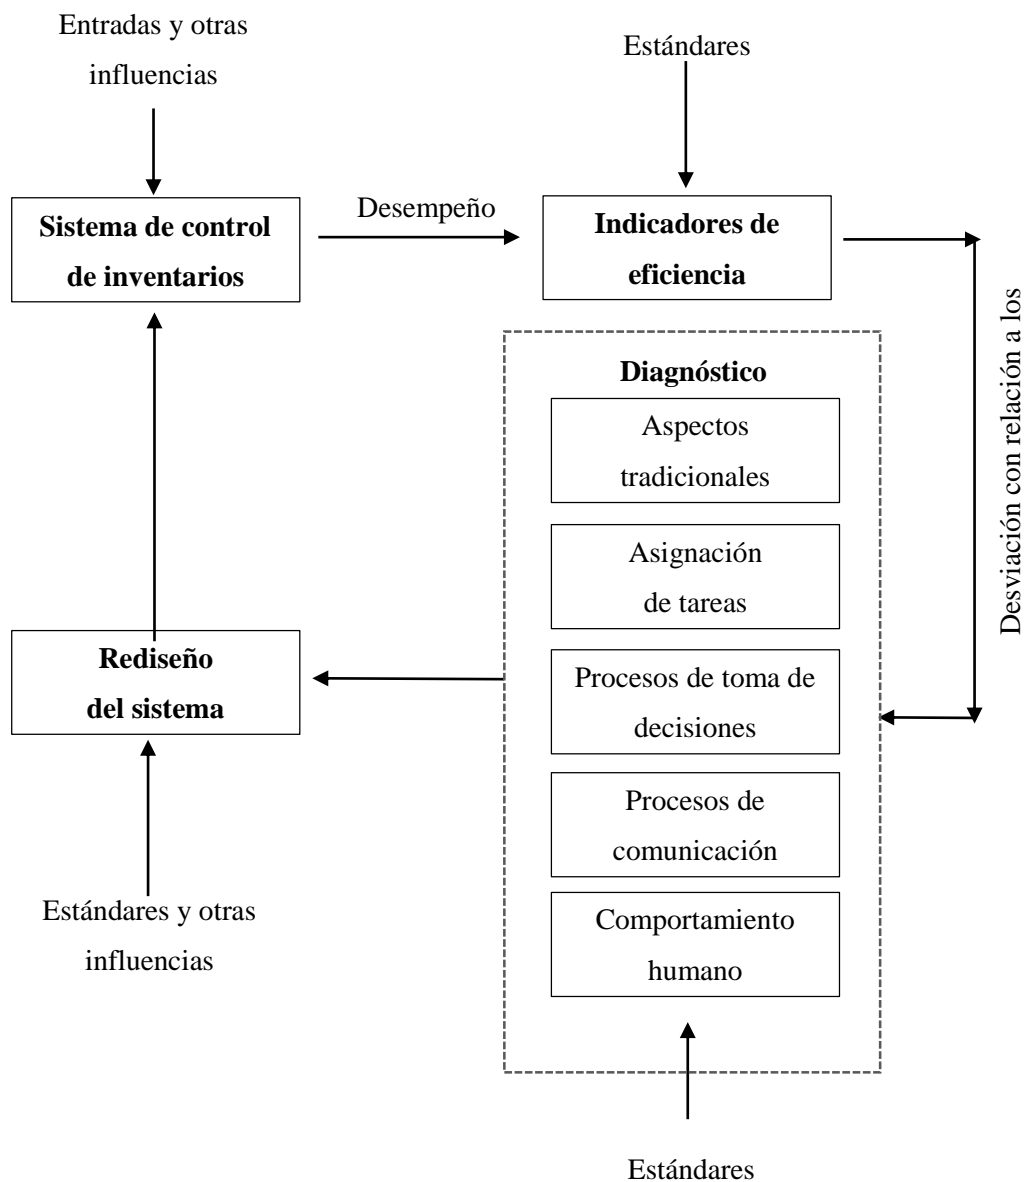 Entradas y otras
influencias
Estándares
Sistema de control
de inventarios
Desempeño
Indicadores de
eficiencia
Desviación con relación a los
Diagnóstico
Aspectos
tradicionales
Asignación
de tareas
Procesos de toma de
decisiones
Procesos de
comunicación
Comportamiento
humano
Rediseño
del sistema
Estándares y otras
influencias
Estándares